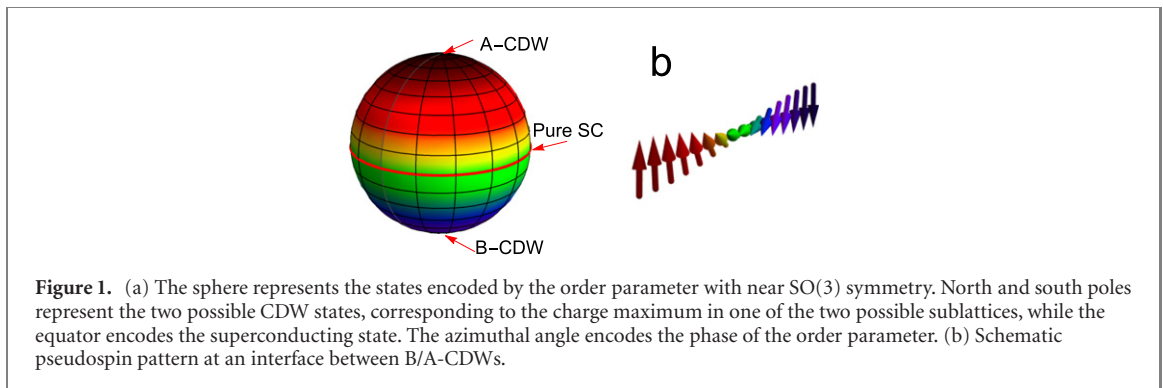 A−CDW
b
Pure SC
B−CDW
Figure 1. (a) The sphere represents the states encoded by the order parameter with near SO(3) symmetry. North and south poles
represent the two possible CDW states, corresponding to the charge maximum in one of the two possible sublattices, while the
equator encodes the superconducting state. The azimuthal angle encodes the phase of the order parameter. (b) Schematic
pseudospin pattern at an interface between B/A-CDWs.